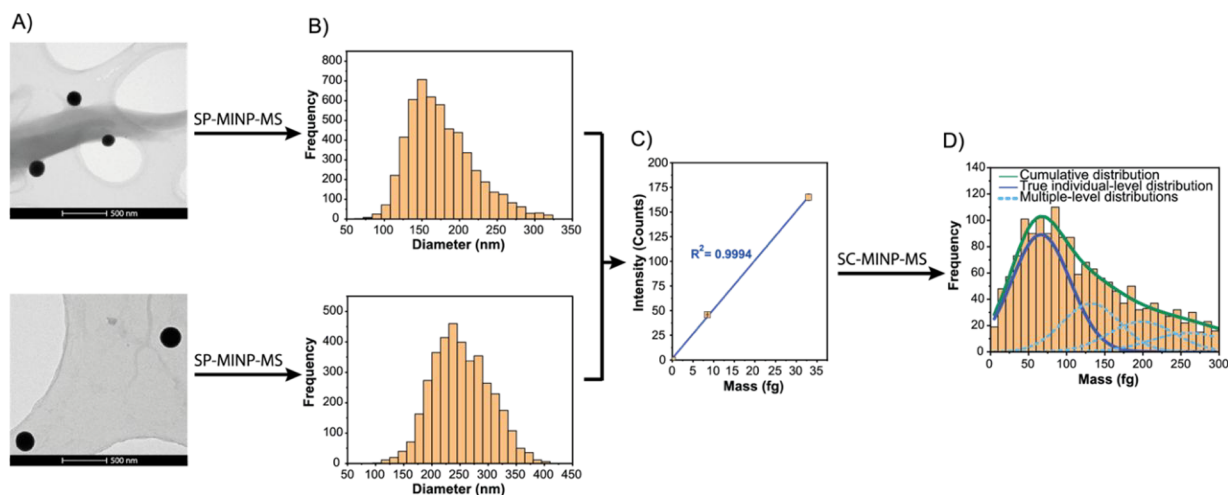 A)
500 nm
500 nm
SP-MINP-MS
SP-MINP-MS
B)
Frequency
800
700
600
500
400
300
200
100
0
50 100 150 200 250 300 350
Diameter (nm)
Frequency
500
400
300
200
100
0
50 100 150 200 250 300 350 400 450
Diameter (nm)
C)
Intensity (Counts)
200
175
150
125
100
75
50
25
0
R² = 0.9994
0 5 10 15 20 25 30 35
Mass (fg)
SC-MINP-MS
D)
Frequency
140
120
100
80
60
40
20
0
Cumulative distribution
True individual-level distribution
Multiple-level distributions
0 50 100 150 200 250 300
Mass (fg)